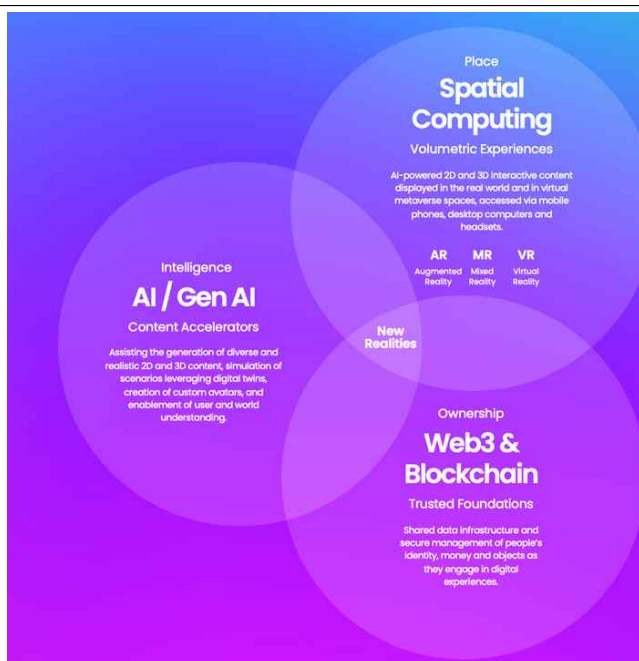 Place
Spatial
Computing
Volumetric Experiences
AI-powered 2D and 3D interactive content
displayed in the real world and in virtual
metaverse spaces, accessed via mobile
phones, desktop computers and
headsets.
AR MR VR
Augmented Mixed Virtual
Reality Reality Reality
Intelligence
AI / Gen AI
Content Accelerators
Assisting the generation of diverse and
realistic 2D and 3D content, simulation of
scenarios leveraging digital twins,
creation of custom avatars, and
enablement of user and world
understanding.
New
Realities
Ownership
Web3 &
Blockchain
Trusted Foundations
Shared data infrastructure and
secure management of people's
identity, money and objects as
they engage in digital
experiences.